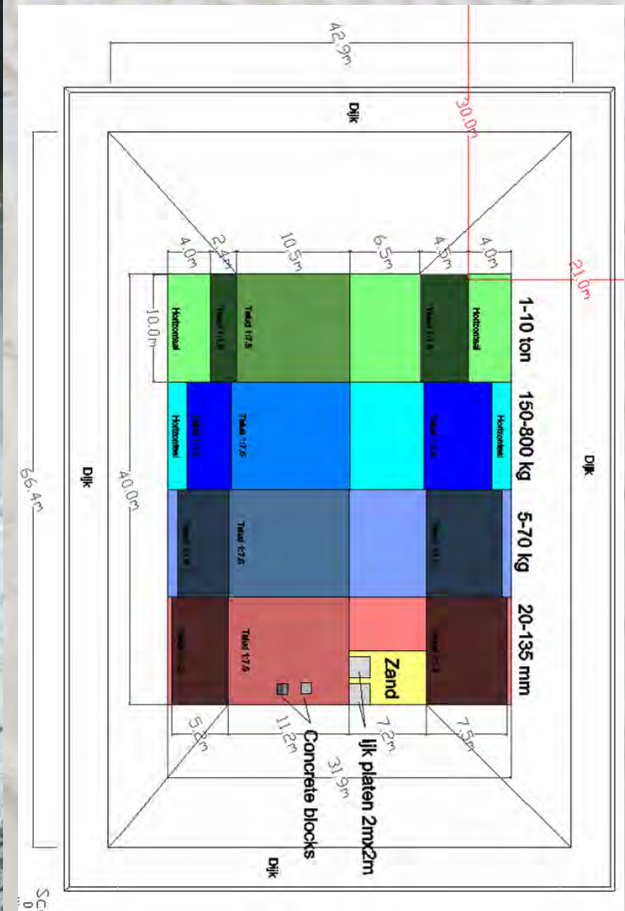 42.9m
30.0m
Dijk
21.0m
4.0m
2.4m
10.5m
6.5m
4.5m
4.0m
10.0m
Horizontaal
Talud 1:7.5
Horizontaal
1-10 ton
Horizontaal
Talud 1:7.5
Horizontaal
150-800 kg
Dijk
Dijk
66.4m
40.0m
Talud 1:7.5
5-70 kg
Talud 1:7.5
Zand
20-135 mm
5.2m
11.2m
7.2m
7.5m
31.9m
Concrete blocks
Ijk platen 2mx2m
Dijk